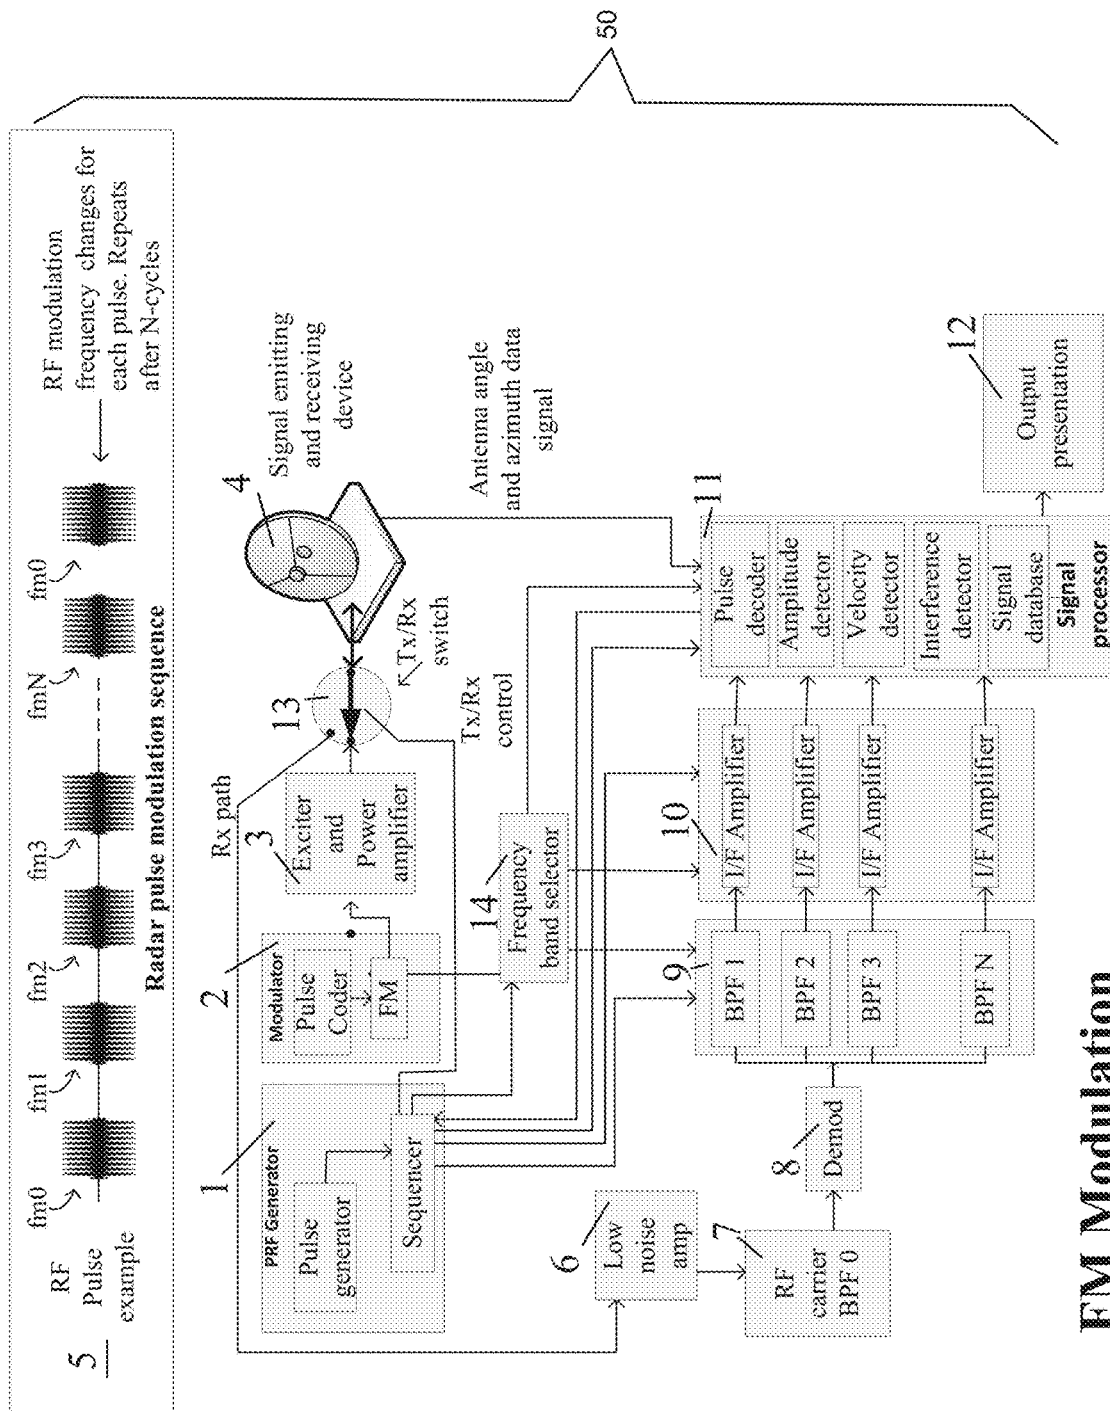 50
RF modulation
frequency changes for
each pulse. Repeats
after N-cycles
fm0
fm1
fm2
fm3
fmN
fm0
RF
Pulse
example
5
Radar pulse modulation sequence
1
PRF Generator
Pulse
generator
Sequencer
2
Modulator
Pulse
Coder
FM
Rx path
3
Exciter
and
Power
amplifier
13
Tx/Rx
switch
Tx/Rx
control
4
Signal emitting
and receiving
device
Antenna angle
and azimuth data
signal
14
Frequency
band selector
6
Low
noise
amp
7
RF
carrier
BPF 0
8
Demod
9
BPF 1
BPF 2
BPF 3
BPF N
10
I/F Amplifier
I/F Amplifier
I/F Amplifier
I/F Amplifier
11
Pulse
decoder
Amplitude
detector
Velocity
detector
Interference
detector
Signal
database
Signal
processor
12
Output
presentation
FM Modulation